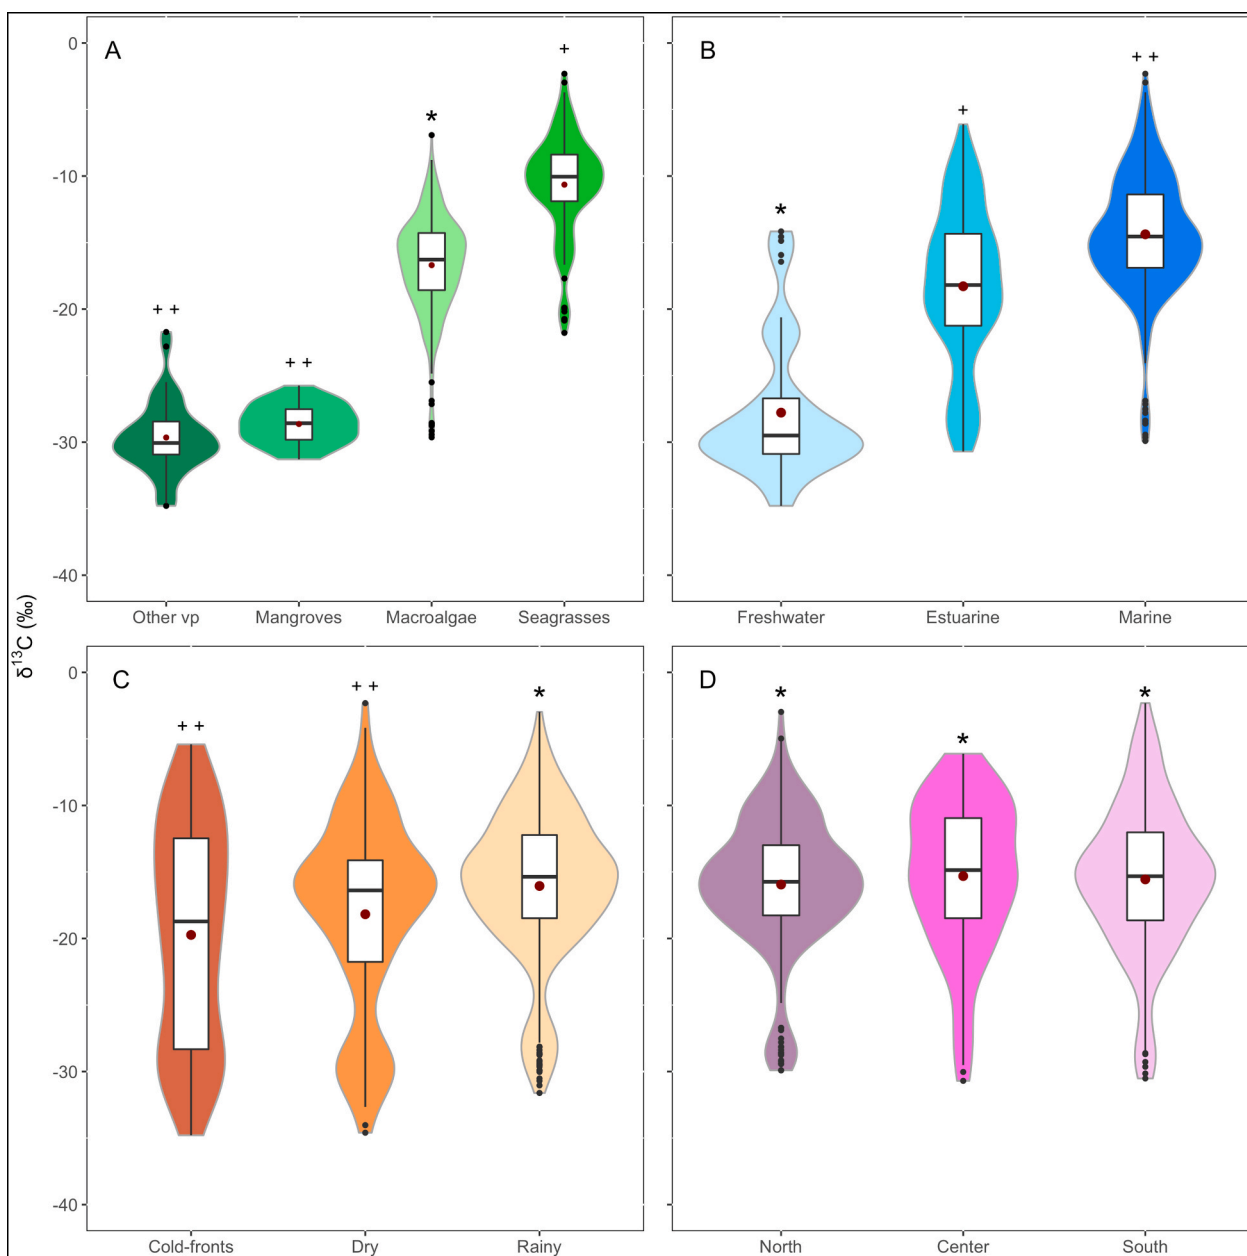 A
B
0
-10
-20
-30
-40
+ +
+ +
*
+
*
+
+ +
Other vp
Mangroves
Macroalgae
Seagrasses
Freshwater
Estuarine
Marine
δ13C (‰)
C
D
0
-10
-20
-30
-40
+ +
+ +
*
*
*
*
Cold-fronts
Dry
Rainy
North
Center
South